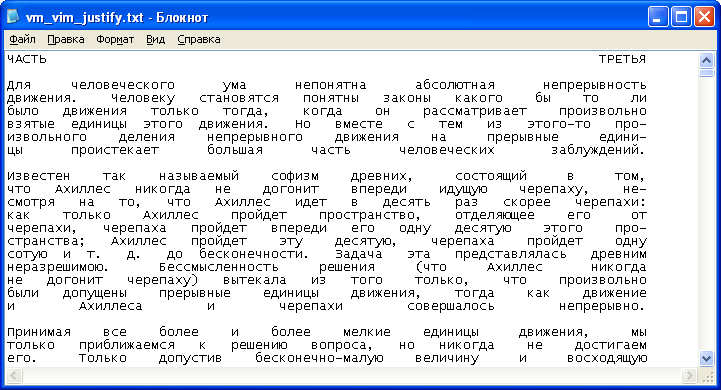 vm_vim_justify.txt - Блокнот
Файл Правка Формат Вид Справка
ЧАСТЬ ТРЕТЬЯ
Для человеческого ума непонятна абсолютная непрерывность
движения. Человеку становятся понятны законы какого бы то ли
было движения только тогда, когда он рассматривает произвольно
взятые единицы этого движения. Но вместе с тем из этого-то про-
извольного деления непрерывного движения на прерывные едини-
цы проистекает большая часть человеческих заблуждений.
Известен так называемый софизм древних, состоящий в том,
что Ахиллес никогда не догонит впереди идущую черепаху, не-
смотря на то, что Ахиллес идет в десять раз скорее черепахи:
как только Ахиллес пройдет пространство, отделяющее его от
черепахи, черепаха пройдет впереди его одну десятую этого про-
странства; Ахиллес пройдет эту десятую, черепаха пройдет одну
сотую и т. д. до бесконечности. Задача эта представлялась древним
неразрешимою. Бессмысленность решения (что Ахиллес никогда
не догонит черепаху) вытекала из того только, что произвольно
были допущены прерывные единицы движения, тогда как движение
и Ахиллеса и черепахи совершалось непрерывно.
Принимая все более и более мелкие единицы движения, мы
только приближаемся к решению вопроса, но никогда не достигаем
его. Только допустив бесконечно-малую величину и восходящую